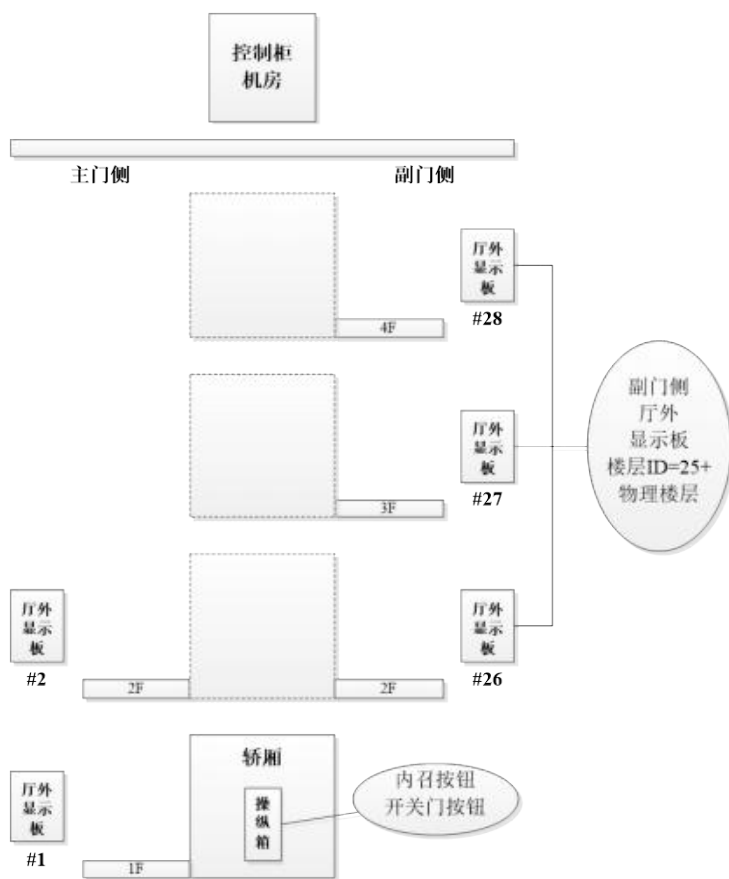 控制柜
机房
主门侧
副门侧
厅外
显示
板
#28
4F
副门侧
厅外
显示板
楼层ID=25+
物理楼层
厅外
显示
板
#27
3F
厅外
显示
板
#2
2F
2F
厅外
显示
板
#26
轿厢
操
纵
箱
内召按钮
开关门按钮
厅外
显示
板
#1
1F